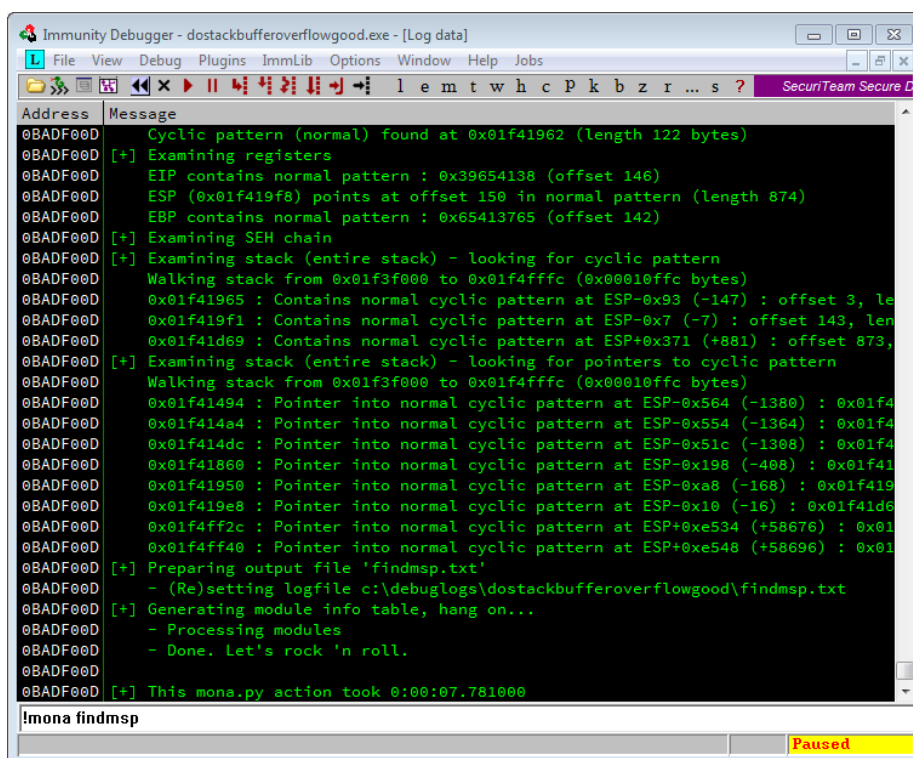 Immunity Debugger - dostackbufferoverflowgood.exe - [Log data]
L File View Debug Plugins ImmLib Options Window Help Jobs
l e m t w h c P k b z r ... s ? SecuriTeam Secure D
Address Message
0BADF00D Cyclic pattern (normal) found at 0x01f41962 (length 122 bytes)
0BADF00D [+] Examining registers
0BADF00D EIP contains normal pattern : 0x39654138 (offset 146)
0BADF00D ESP (0x01f419f8) points at offset 150 in normal pattern (length 874)
0BADF00D EBP contains normal pattern : 0x65413765 (offset 142)
0BADF00D [+] Examining SEH chain
0BADF00D [+] Examining stack (entire stack) - looking for cyclic pattern
0BADF00D Walking stack from 0x01f3f000 to 0x01f4fffc (0x00010ffc bytes)
0BADF00D 0x01f41965 : Contains normal cyclic pattern at ESP-0x93 (-147) : offset 3, le
0BADF00D 0x01f419f1 : Contains normal cyclic pattern at ESP-0x7 (-7) : offset 143, len
0BADF00D 0x01f41d69 : Contains normal cyclic pattern at ESP+0x371 (+881) : offset 873,
0BADF00D [+] Examining stack (entire stack) - looking for pointers to cyclic pattern
0BADF00D Walking stack from 0x01f3f000 to 0x01f4fffc (0x00010ffc bytes)
0BADF00D 0x01f41494 : Pointer into normal cyclic pattern at ESP-0x564 (-1380) : 0x01f4
0BADF00D 0x01f414a4 : Pointer into normal cyclic pattern at ESP-0x554 (-1364) : 0x01f4
0BADF00D 0x01f414dc : Pointer into normal cyclic pattern at ESP-0x51c (-1308) : 0x01f4
0BADF00D 0x01f41860 : Pointer into normal cyclic pattern at ESP-0x198 (-408) : 0x01f41
0BADF00D 0x01f41950 : Pointer into normal cyclic pattern at ESP-0xa8 (-168) : 0x01f419
0BADF00D 0x01f419e8 : Pointer into normal cyclic pattern at ESP-0x10 (-16) : 0x01f41d6
0BADF00D 0x01f4ff2c : Pointer into normal cyclic pattern at ESP+0xe534 (+58676) : 0x01
0BADF00D 0x01f4ff40 : Pointer into normal cyclic pattern at ESP+0xe548 (+58696) : 0x01
0BADF00D [+] Preparing output file 'findmsp.txt'
0BADF00D - (Re)setting logfile c:\debuglogs\dostackbufferoverflowgood\findmsp.txt
0BADF00D [+] Generating module info table, hang on...
0BADF00D - Processing modules
0BADF00D - Done. Let's rock 'n roll.
0BADF00D
0BADF00D [+] This mona.py action took 0:00:07.781000
!mona findmsp
Paused